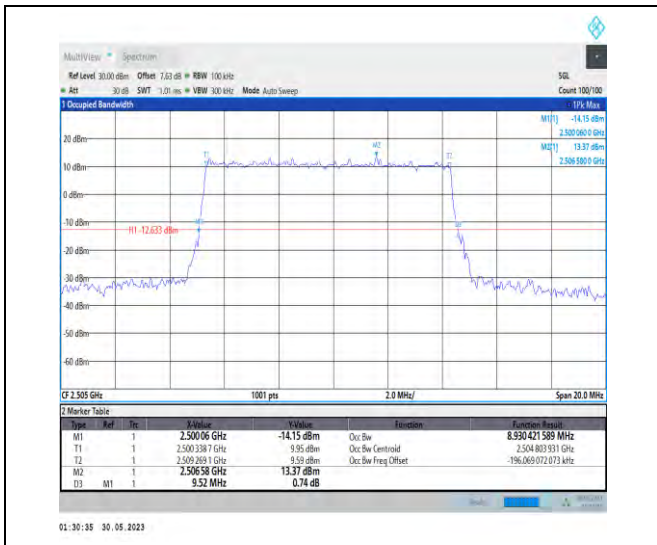 MultiView Spectrum
Ref Level 30.00 dBm Offset 7.63 dB RBW 100 kHz SGL
Att 30 dB SWT 1.01 ms VBW 300 kHz Mode Auto Sweep Count 100/100
1 Occupied Bandwidth 1Pk Max
M1[1] -14.15 dBm
2.500 060 0 GHz
M2[1] 13.37 dBm
2.506 580 0 GHz
20 dBm
M2
T1
T2
10 dBm
0 dBm
-10 dBm
H1 -12.633 dBm
-20 dBm
-30 dBm
-40 dBm
-50 dBm
-60 dBm
CF 2.505 GHz 1001 pts 2.0 MHz/ Span 20.0 MHz
2 Marker Table
Type Ref Trc X-Value Y-Value Function Function Result
M1 1 2.50006 GHz -14.15 dBm Occ Bw 8.930 421 589 MHz
T1 1 2.500 338 7 GHz 9.95 dBm Occ Bw Centroid 2.504 803 931 GHz
T2 1 2.509 269 1 GHz 9.59 dBm Occ Bw Freq Offset -196.069 072 073 kHz
M2 1 2.50658 GHz 13.37 dBm
D3 M1 1 9.52 MHz 0.74 dB
01:30:35 30.05.2023